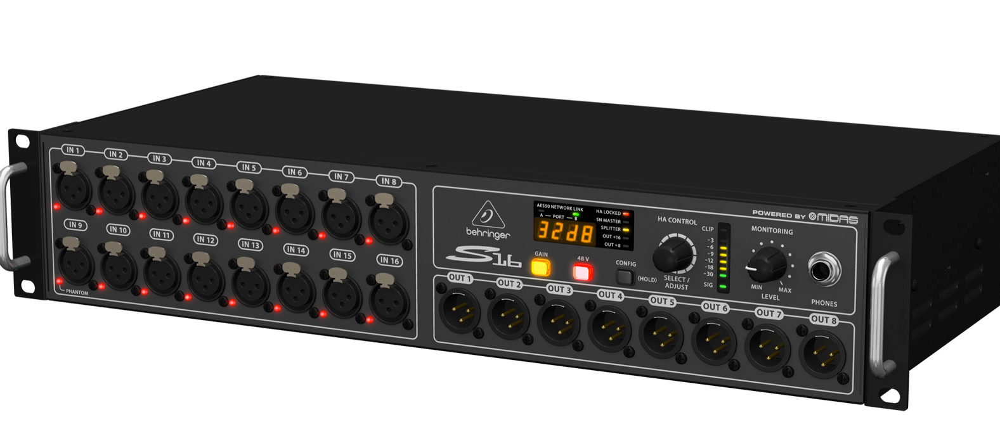 IN 1
IN 2
IN 3
IN 4
IN 5
IN 6
IN 7
IN 8
IN 9
IN 10
IN 11
IN 12
IN 13
IN 14
IN 15
IN 16
PHANTOM
behringer
S16
AES50 NETWORK LINK
A — PORT — B
32d8
HA LOCKED
SN MASTER
SPLITTER
OUT +16
OUT +8
GAIN
48 V
CONFIG
(HOLD)
HA CONTROL
SELECT /
ADJUST
CLIP
-3
-6
-9
-12
-18
-30
SIG
POWERED BY MIDAS
MONITORING
MIN
MAX
LEVEL
PHONES
OUT 1
OUT 2
OUT 3
OUT 4
OUT 5
OUT 6
OUT 7
OUT 8